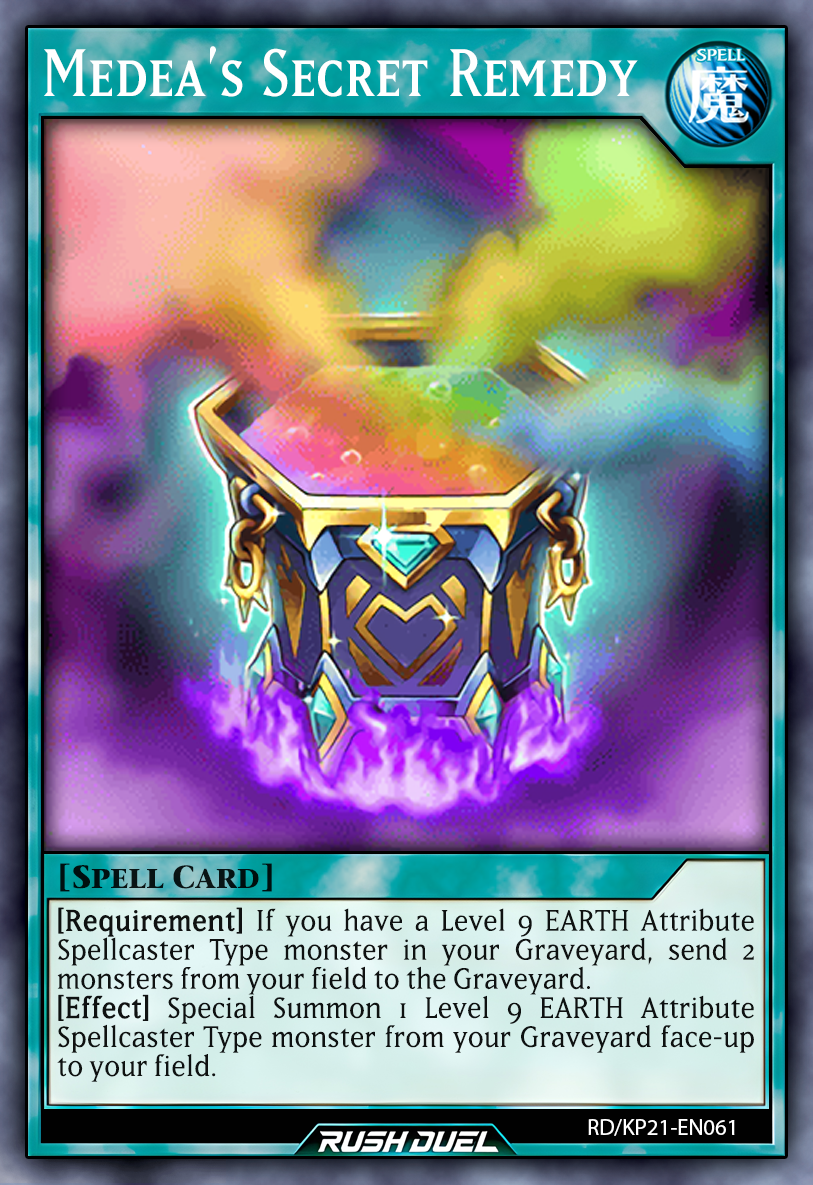 Medea's Secret Remedy
SPELL
魔
[Spell Card]
[Requirement] If you have a Level 9 EARTH Attribute
Spellcaster Type monster in your Graveyard, send 2
monsters from your field to the Graveyard.
[Effect] Special Summon 1 Level 9 EARTH Attribute
Spellcaster Type monster from your Graveyard face-up
to your field.
RD/KP21-EN061
RUSH DUEL